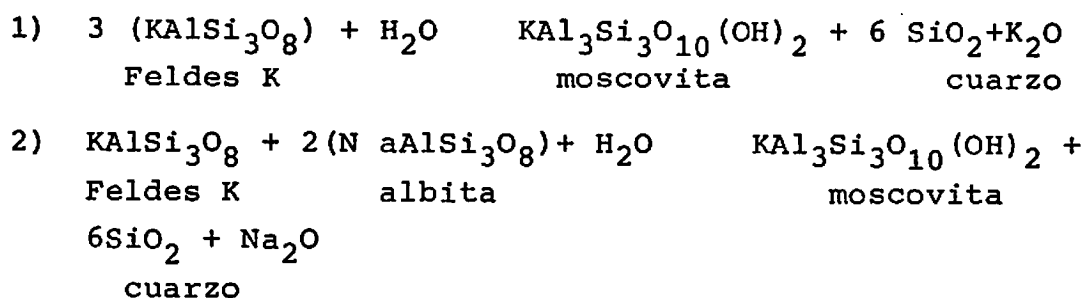 1) 3 (KAlSi₃O₈) + H₂O KAl₃Si₃O₁₀(OH)₂ + 6 SiO₂+K₂O
Feldes K moscovita cuarzo
2) KAlSi₃O₈ + 2(N aAlSi₃O₈)+ H₂O KAl₃Si₃O₁₀(OH)₂ +
Feldes K albita moscovita
6SiO₂ + Na₂O
cuarzo